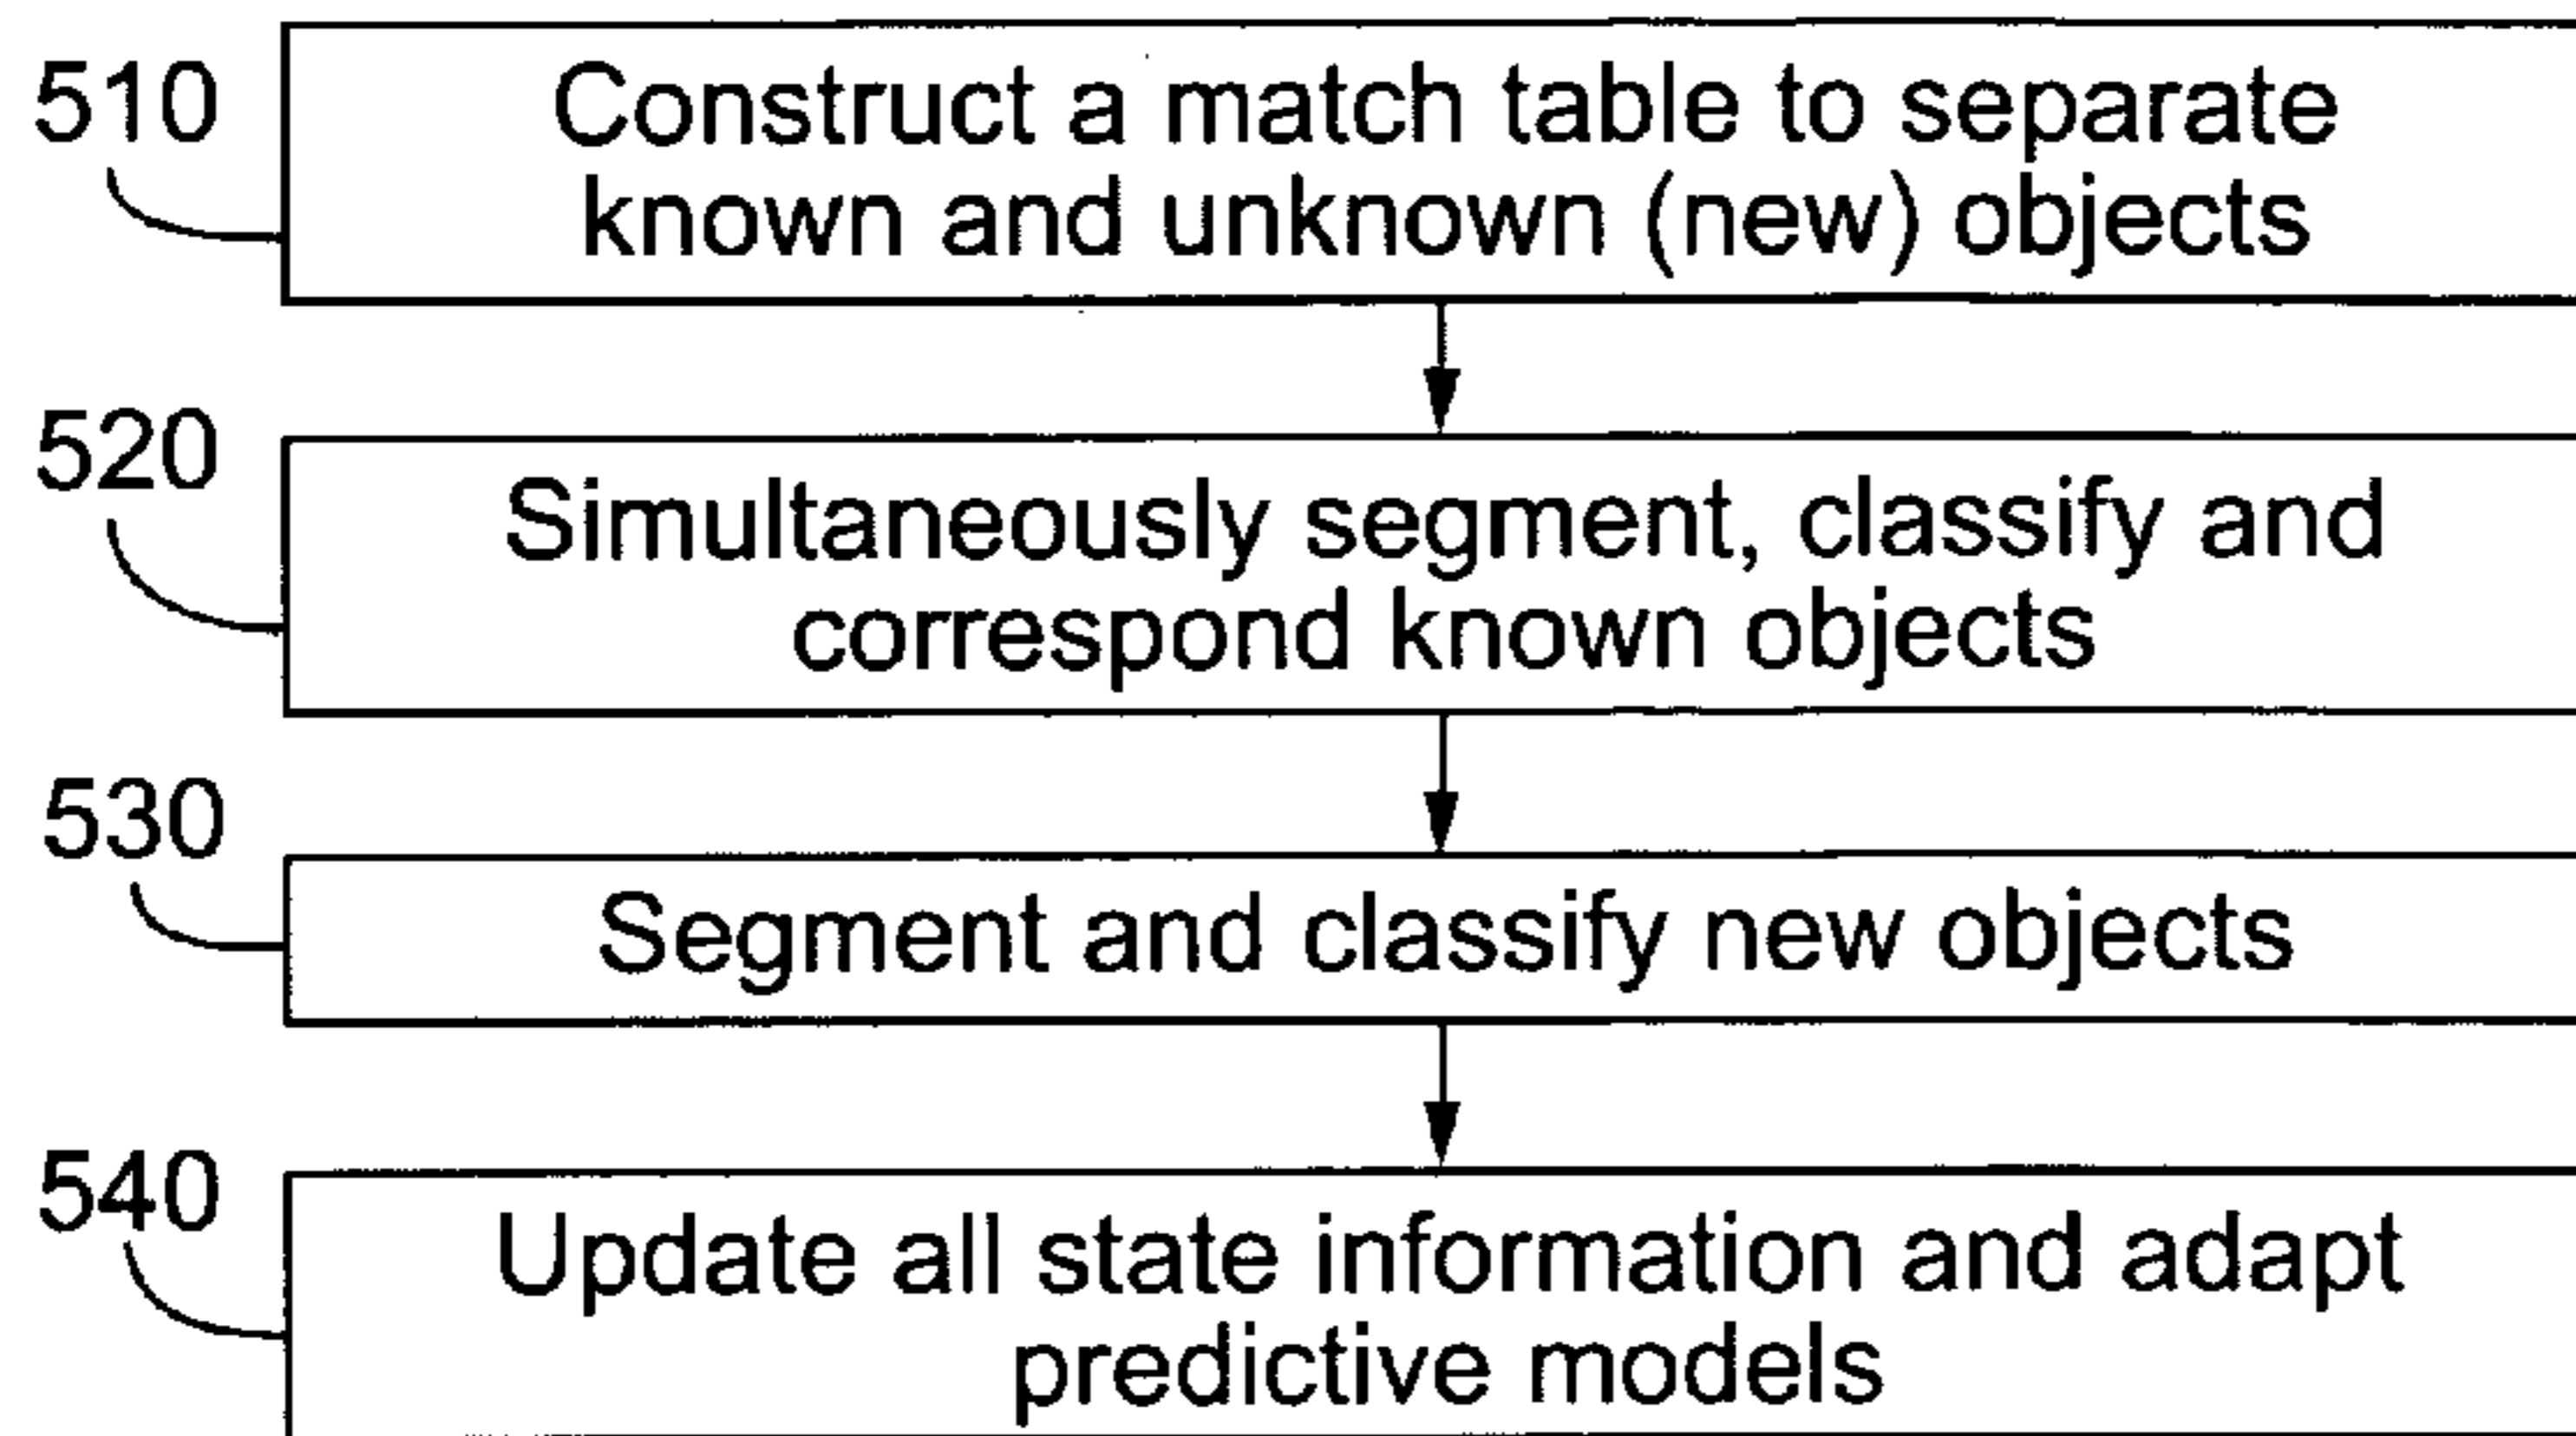 510
Construct a match table to separate
known and unknown (new) objects
520
Simultaneously segment, classify and
correspond known objects
530
Segment and classify new objects
540
Update all state information and adapt
predictive models